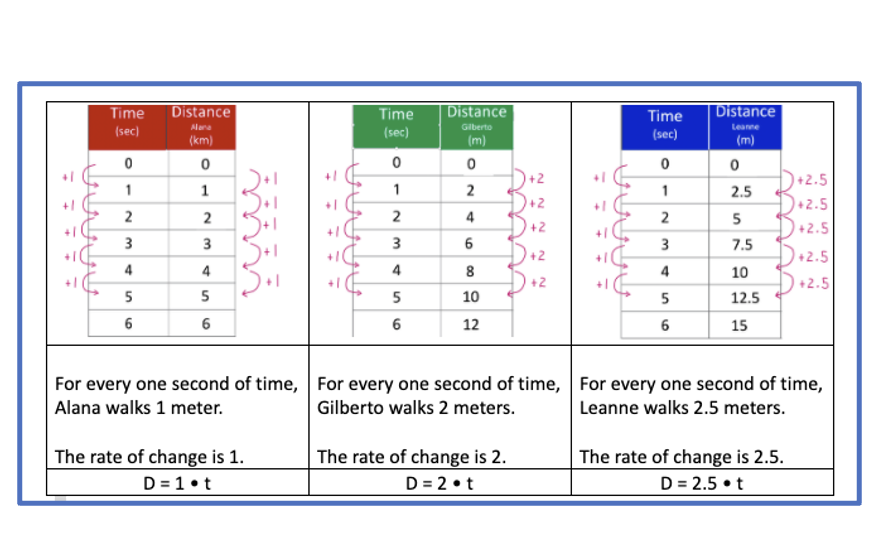 Time Distance
(sec) Alana
(km)
0 0
+1 1 1 +1
+1 2 2 +1
+1 3 3 +1
+1 4 4 +1
+1 5 5 +1
6 6
For every one second of time,
Alana walks 1 meter.
The rate of change is 1.
D = 1 • t
Time Distance
(sec) Gilberto
(m)
0 0
+1 1 2 +2
+1 2 4 +2
+1 3 6 +2
+1 4 8 +2
+1 5 10 +2
6 12
For every one second of time,
Gilberto walks 2 meters.
The rate of change is 2.
D = 2 • t
Time Distance
(sec) Leanne
(m)
0 0
+1 1 2.5 +2.5
+1 2 5 +2.5
+1 3 7.5 +2.5
+1 4 10 +2.5
+1 5 12.5 +2.5
6 15
For every one second of time,
Leanne walks 2.5 meters.
The rate of change is 2.5.
D = 2.5 • t